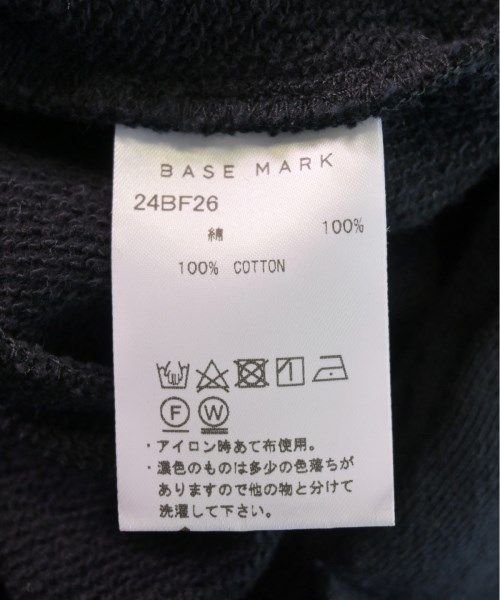 BASE MARK
24BF26
綿 100%
100% COTTON
F W
・アイロン時あて布使用。
・濃色のものは多少の色落ちが
ありますので他の物と分けて
洗濯して下さい。